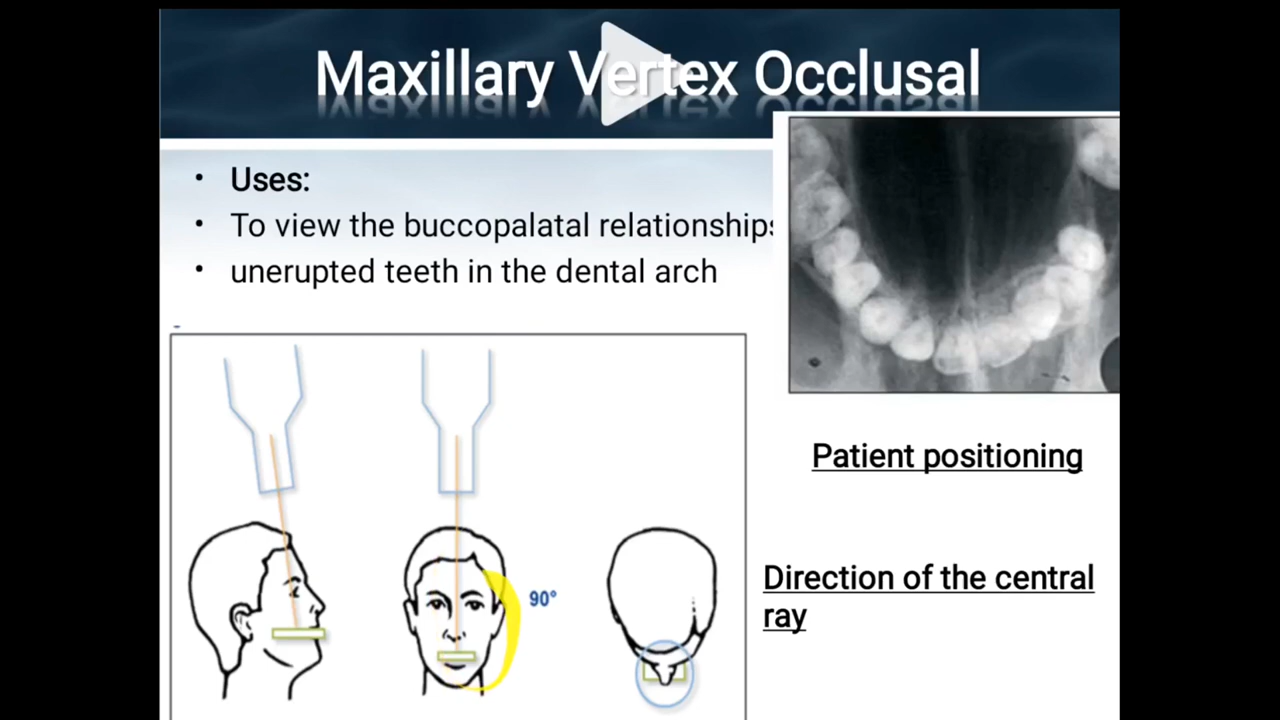 Maxillary Vertex Occlusal
• Uses:
• To view the buccopalatal relationships
• unerupted teeth in the dental arch
Patient positioning
90°
Direction of the central
ray